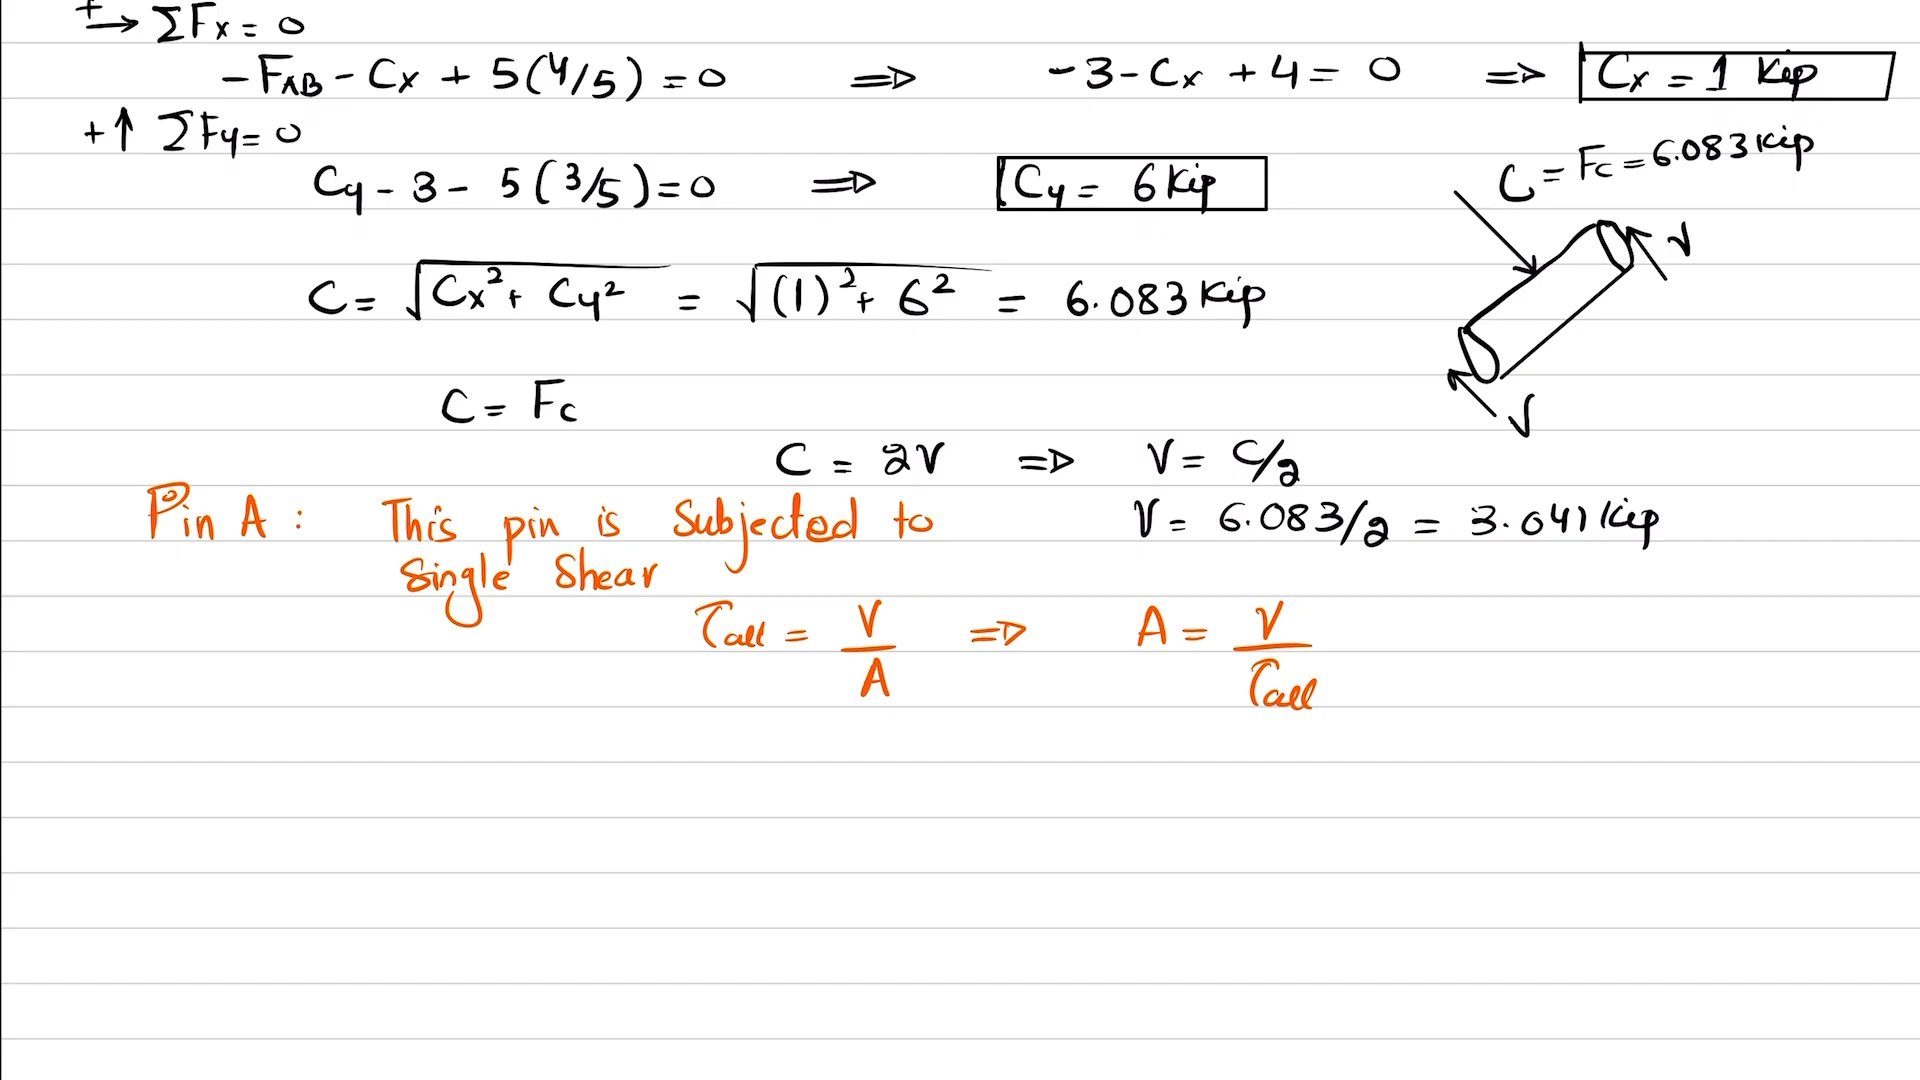 +→ ΣFx = 0
-FAB - Cx + 5(4/5) = 0 ⇒ -3 - Cx + 4 = 0 ⇒ Cx = 1 Kip
+↑ ΣFy = 0
Cy - 3 - 5(3/5) = 0 ⇒ Cy = 6 Kip
C = Fc = 6.083 Kip
V
C = √Cx² + Cy² = √(1)² + 6² = 6.083 Kip
V
C = Fc
C = 2V ⇒ V = C/2
Pin A : This pin is Subjected to
Single Shear
V = 6.083/2 = 3.041 Kip
τall = V/A ⇒ A = V/τall